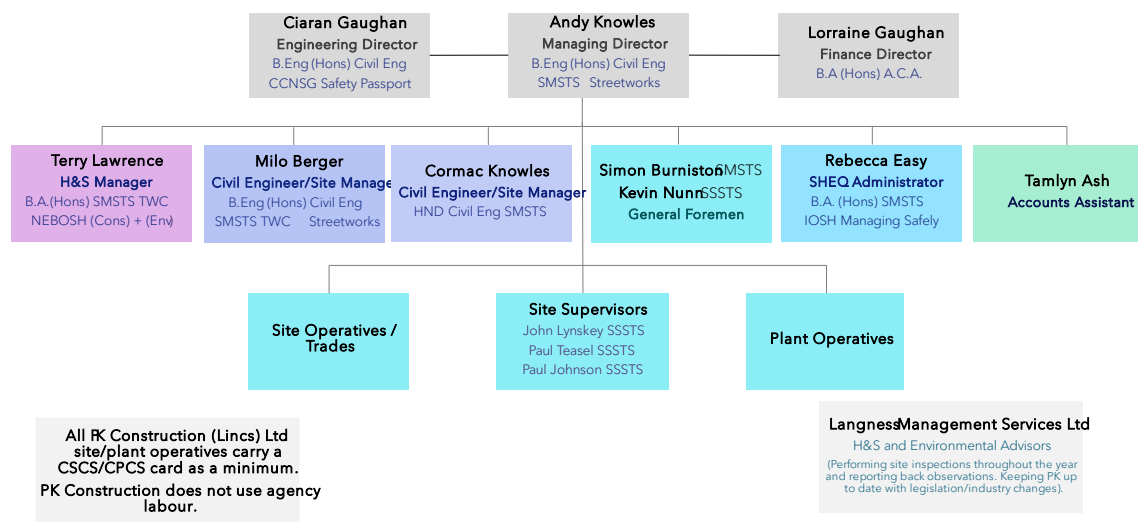 Ciaran Gaughan
Engineering Director
B.Eng (Hons) Civil Eng
CCNSG Safety Passport
Andy Knowles
Managing Director
B.Eng (Hons) Civil Eng
SMSTS Streetworks
Lorraine Gaughan
Finance Director
B.A (Hons) A.C.A.
Terry Lawrence
H&S Manager
B.A.(Hons) SMSTS TWC
NEBOSH (Cons) + (Env)
Milo Berger
Civil Engineer/Site Manage
B.Eng (Hons) Civil Eng
SMSTS TWC Streetworks
Cormac Knowles
Civil Engineer/Site Manager
HND Civil Eng SMSTS
Simon Burniston SMSTS
Kevin Nunn SSSTS
General Foremen
Rebecca Easy
SHEQ Administrator
B.A. (Hons) SMSTS
IOSH Managing Safely
Tamlyn Ash
Accounts Assistant
Site Operatives /
Trades
Site Supervisors
John Lynskey SSSTS
Paul Teasel SSSTS
Paul Johnson SSSTS
Plant Operatives
All PK Construction (Lincs) Ltd
site/plant operatives carry a
CSCS/CPCS card as a minimum.
PK Construction does not use agency
labour.
Langness Management Services Ltd
H&S and Environmental Advisors
(Performing site inspections throughout the year
and reporting back observations. Keeping PK up
to date with legislation/industry changes).